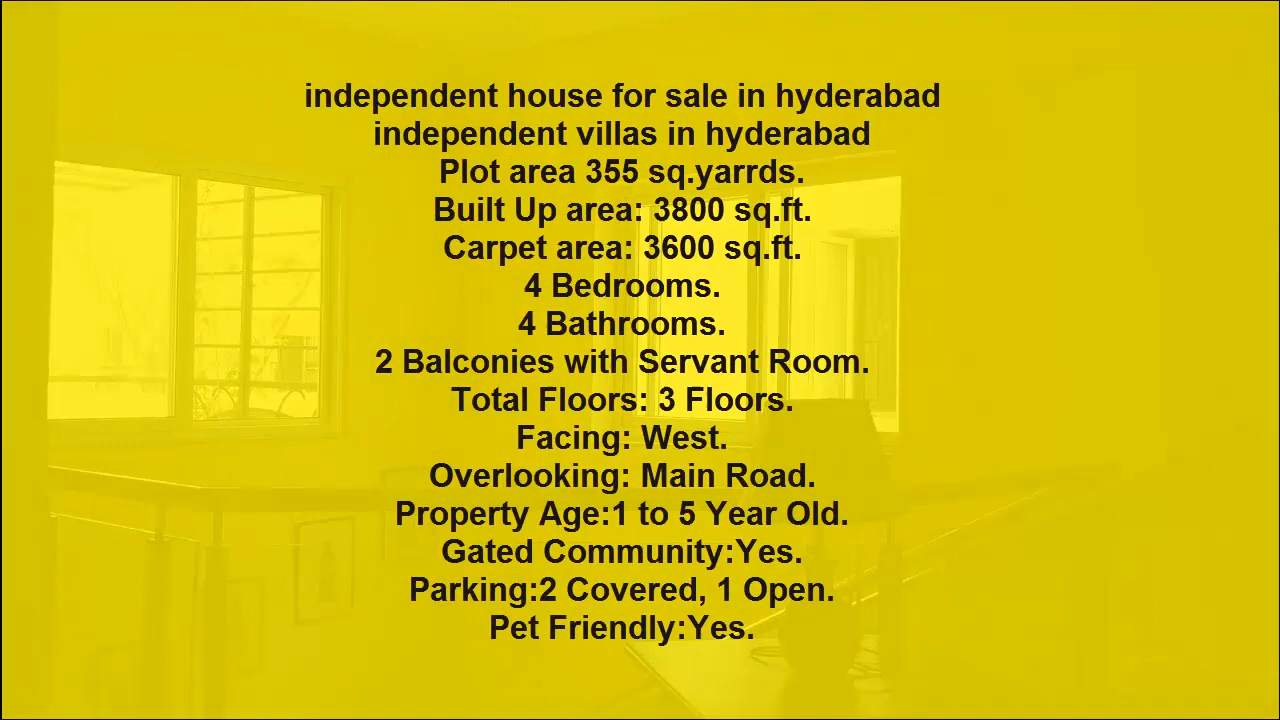 independent house for sale in hyderabad
independent villas in hyderabad
Plot area 355 sq.yarrds.
Built Up area: 3800 sq.ft.
Carpet area: 3600 sq.ft.
4 Bedrooms.
4 Bathrooms.
2 Balconies with Servant Room.
Total Floors: 3 Floors.
Facing: West.
Overlooking: Main Road.
Property Age:1 to 5 Year Old.
Gated Community:Yes.
Parking:2 Covered, 1 Open.
Pet Friendly:Yes.